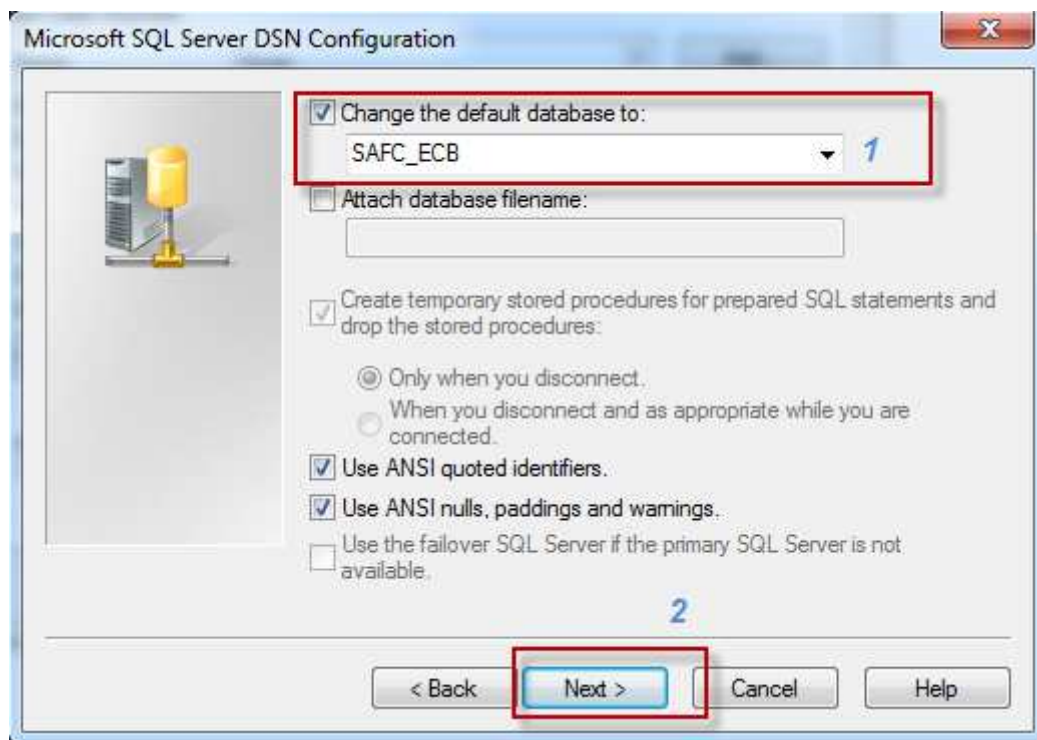 Microsoft SQL Server DSN Configuration
x
Change the default database to:
SAFC_ECB
1
Attach database filename:
Create temporary stored procedures for prepared SQL statements and
drop the stored procedures:
Only when you disconnect.
When you disconnect and as appropriate while you are
connected.
Use ANSI quoted identifiers.
Use ANSI nulls, paddings and warnings.
Use the failover SQL Server if the primary SQL Server is not
available.
2
< Back
Next >
Cancel
Help